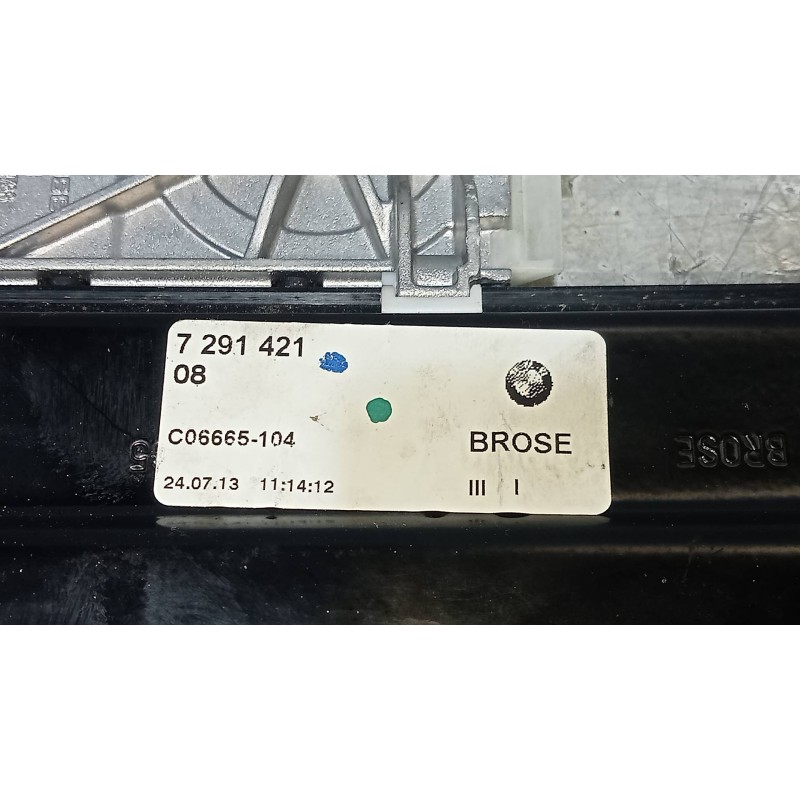 7 291 421
08
C06665-104
BROSE
24.07.13 11:14:12
III I
BROSE